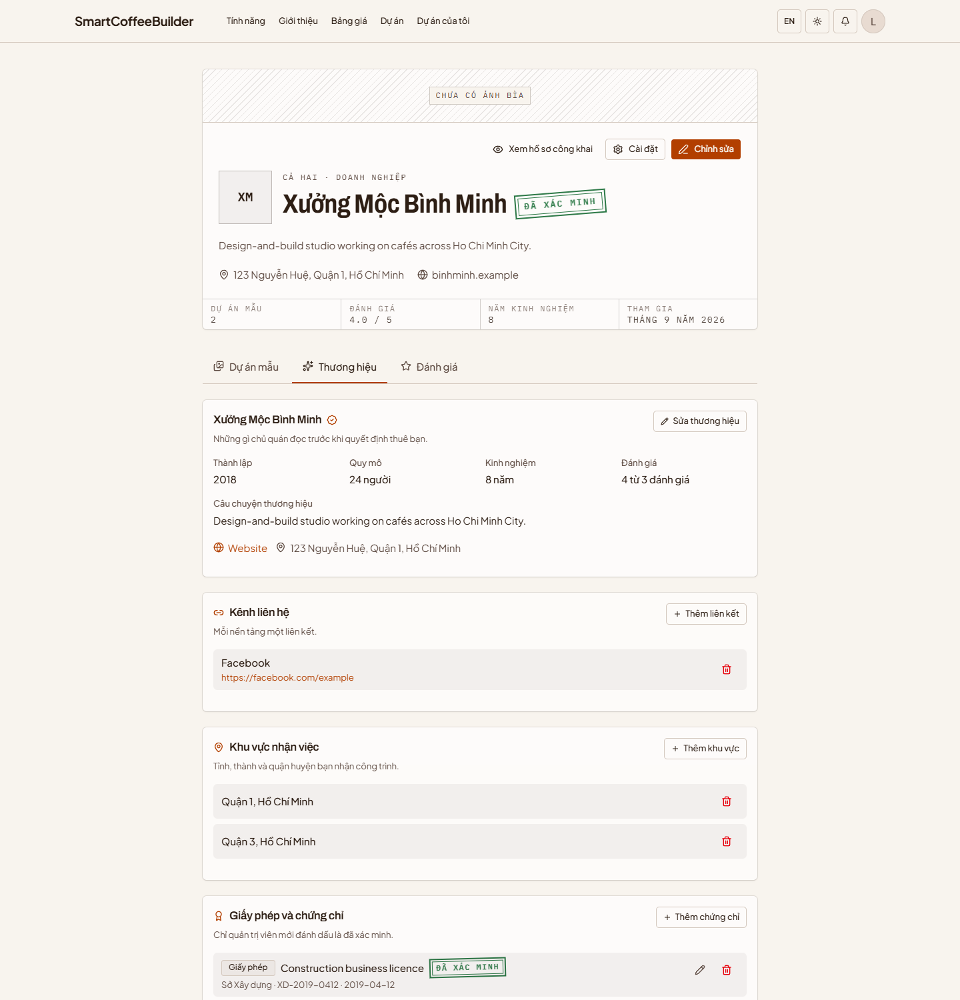 SmartCoffeeBuilder
Tính năng
Giới thiệu
Bảng giá
Dự án
Dự án của tôi
EN
L
CHƯA CÓ ẢNH BÌA
Xem hồ sơ công khai
Cài đặt
Chỉnh sửa
XM
CẢ HAI · DOANH NGHIỆP
Xưởng Mộc Bình Minh
ĐÃ XÁC MINH
Design-and-build studio working on cafés across Ho Chi Minh City.
123 Nguyễn Huệ, Quận 1, Hồ Chí Minh
binhminh.example
DỰ ÁN MẪU
2
ĐÁNH GIÁ
4.0 / 5
NĂM KINH NGHIỆM
8
THAM GIA
THÁNG 9 NĂM 2026
Dự án mẫu
Thương hiệu
Đánh giá
Xưởng Mộc Bình Minh
Sửa thương hiệu
Những gì chủ quán đọc trước khi quyết định thuê bạn.
Thành lập
2018
Quy mô
24 người
Kinh nghiệm
8 năm
Đánh giá
4 từ 3 đánh giá
Câu chuyện thương hiệu
Design-and-build studio working on cafés across Ho Chi Minh City.
Website
123 Nguyễn Huệ, Quận 1, Hồ Chí Minh
Kênh liên hệ
Thêm liên kết
Mỗi nền tảng một liên kết.
Facebook
https://facebook.com/example
Khu vực nhận việc
Thêm khu vực
Tỉnh, thành và quận huyện bạn nhận công trình.
Quận 1, Hồ Chí Minh
Quận 3, Hồ Chí Minh
Giấy phép và chứng chỉ
Thêm chứng chỉ
Chỉ quản trị viên mới đánh dấu là đã xác minh.
Giấy phép
Construction business licence
ĐÃ XÁC MINH
Sở Xây dựng · XD-2019-0412 · 2019-04-12